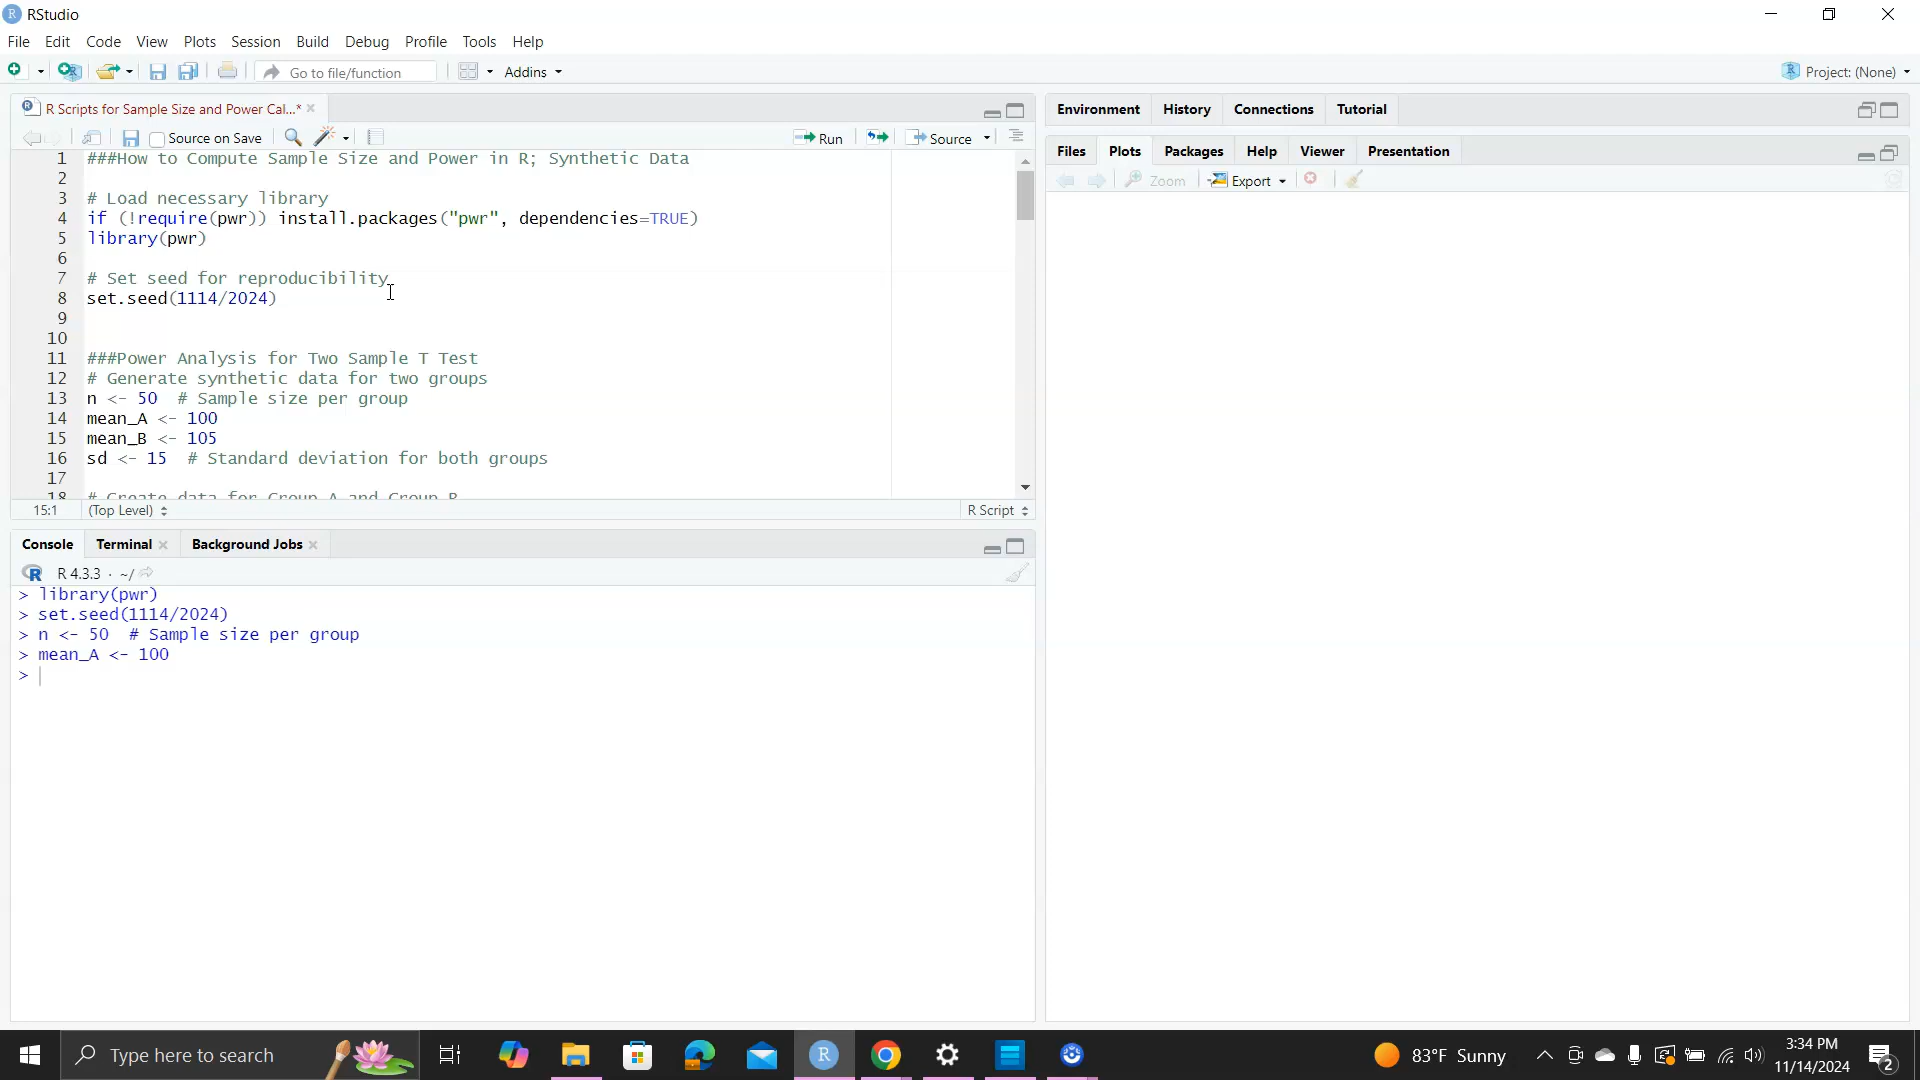 RStudio
File Edit Code View Plots Session Build Debug Profile Tools Help
Go to file/function Addins Project: (None)
R Scripts for Sample Size and Power Cal...*
Source on Save Run Source
1 ###How to Compute Sample Size and Power in R; Synthetic Data
2
3 # Load necessary library
4 if (!require(pwr)) install.packages("pwr", dependencies=TRUE)
5 library(pwr)
6
7 # Set seed for reproducibility
8 set.seed(1114/2024)
9
10
11 ###Power Analysis for Two Sample T Test
12 # Generate synthetic data for two groups
13 n <- 50  # Sample size per group
14 mean_A <- 100
15 mean_B <- 105
16 sd <- 15  # Standard deviation for both groups
17
18 # Create data for Group A and Group B
15:1 (Top Level) R Script
Console Terminal Background Jobs
R 4.3.3 · ~/
> library(pwr)
> set.seed(1114/2024)
> n <- 50  # Sample size per group
> mean_A <- 100
>
Environment History Connections Tutorial
Files Plots Packages Help Viewer Presentation
Zoom Export
Type here to search
83°F Sunny
3:34 PM
11/14/2024
2